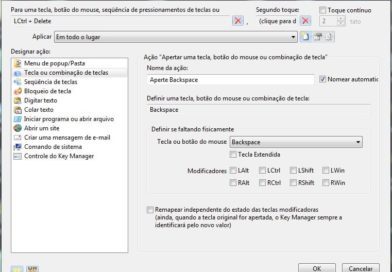 Para uma tecla, botão do mouse, seqüência de pressionamentos de teclas ou
Segundo toque:
Toque contínuo
LCtrl + Delete
(clique para d
2
Aplicar
Em todo o lugar
Designar ação:
Menu de popup/Pasta
Tecla ou combinação de teclas
Seqüência de teclas
Bloqueio de tecla
Digitar texto
Colar texto
Iniciar programa ou abrir arquivo
Abrir um site
Criar uma mensagem de e-mail
Comando de sistema
Controle do Key Manager
Ação "Apertar uma tecla, botão do mouse ou combinação de tecla"
Nome da ação:
Aperte Backspace
Nomear automatic
Definir uma tecla, botão do mouse ou combinação de tecla:
Backspace
Definir se faltando fisicamente
Tecla ou botão do mouse
Backspace
Tecla Extendida
Modificadores
LAlt
LCtrl
LShift
LWin
RAlt
RCtrl
RShift
RWin
Remapear independente do estado das teclas modificadoras
(ainda, quando a tecla original for apertada, o Key Manager sempre a
identificará pelo novo valor)
OK
Cancelar